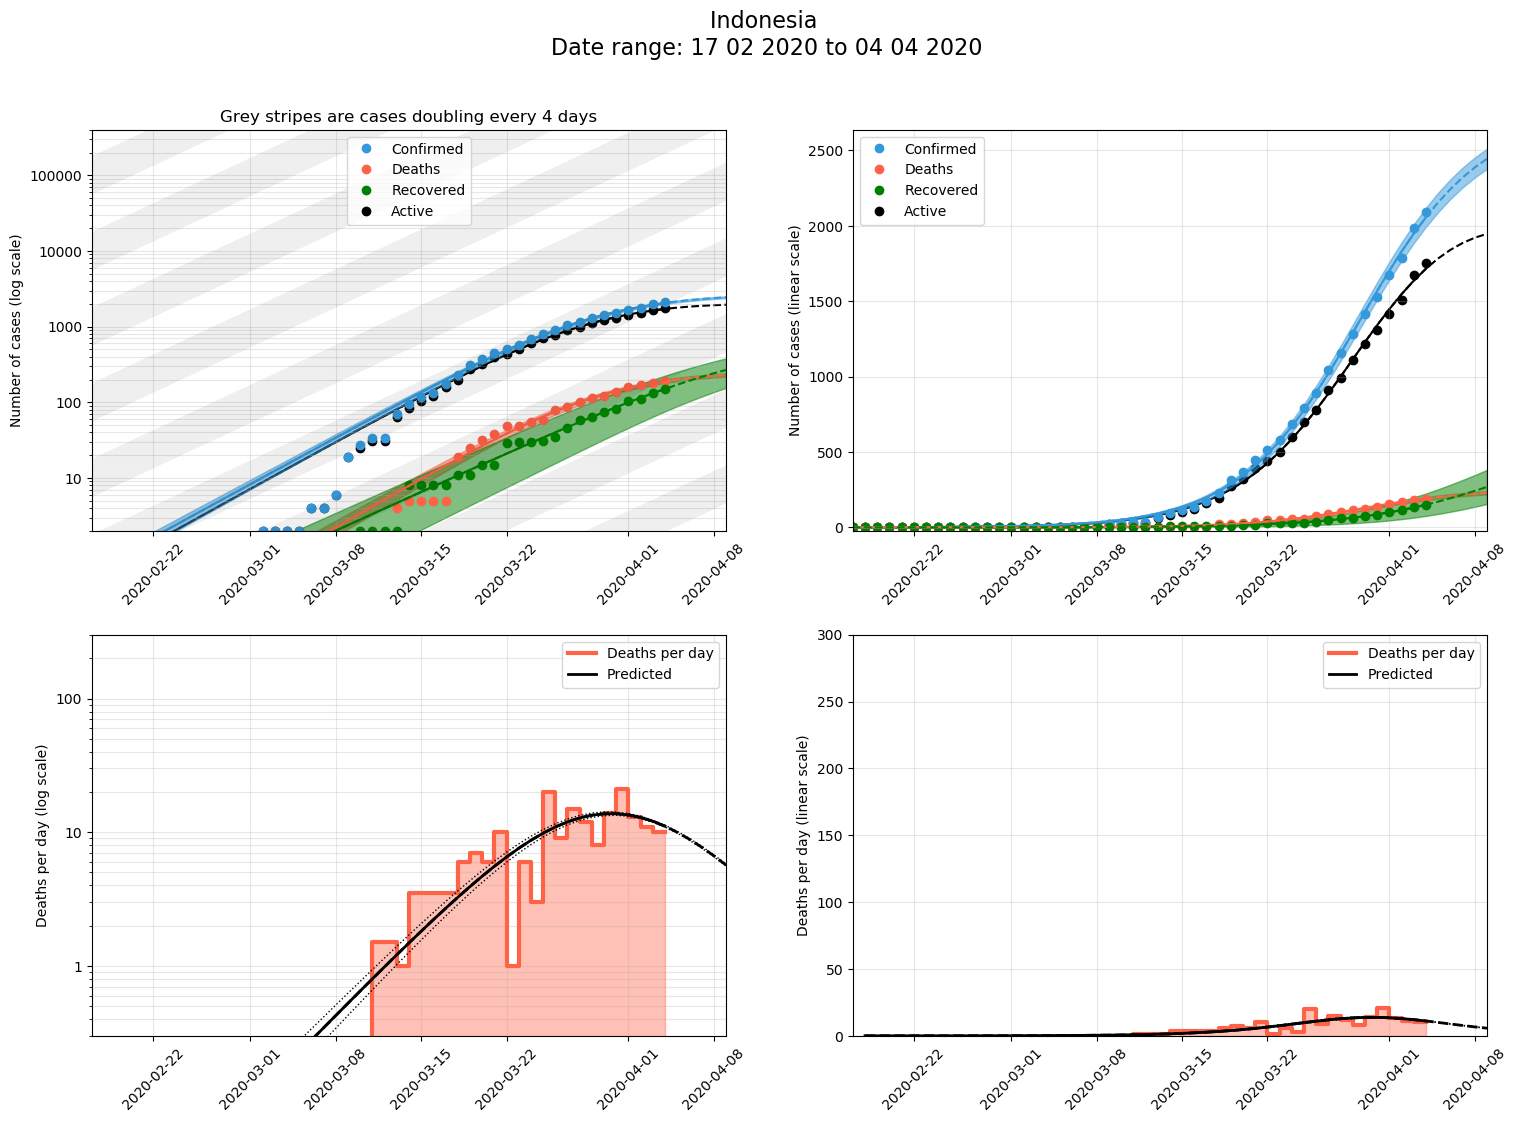 Indonesia
Date range: 17 02 2020 to 04 04 2020
Grey stripes are cases doubling every 4 days
Number of cases (log scale)
100000
10000
1000
100
10
Confirmed
Deaths
Recovered
Active
2020-02-22
2020-03-01
2020-03-08
2020-03-15
2020-03-22
2020-04-01
2020-04-08
Number of cases (linear scale)
2500
2000
1500
1000
500
0
Confirmed
Deaths
Recovered
Active
2020-02-22
2020-03-01
2020-03-08
2020-03-15
2020-03-22
2020-04-01
2020-04-08
Deaths per day (log scale)
100
10
1
Deaths per day
Predicted
2020-02-22
2020-03-01
2020-03-08
2020-03-15
2020-03-22
2020-04-01
2020-04-08
Deaths per day (linear scale)
300
250
200
150
100
50
0
Deaths per day
Predicted
2020-02-22
2020-03-01
2020-03-08
2020-03-15
2020-03-22
2020-04-01
2020-04-08